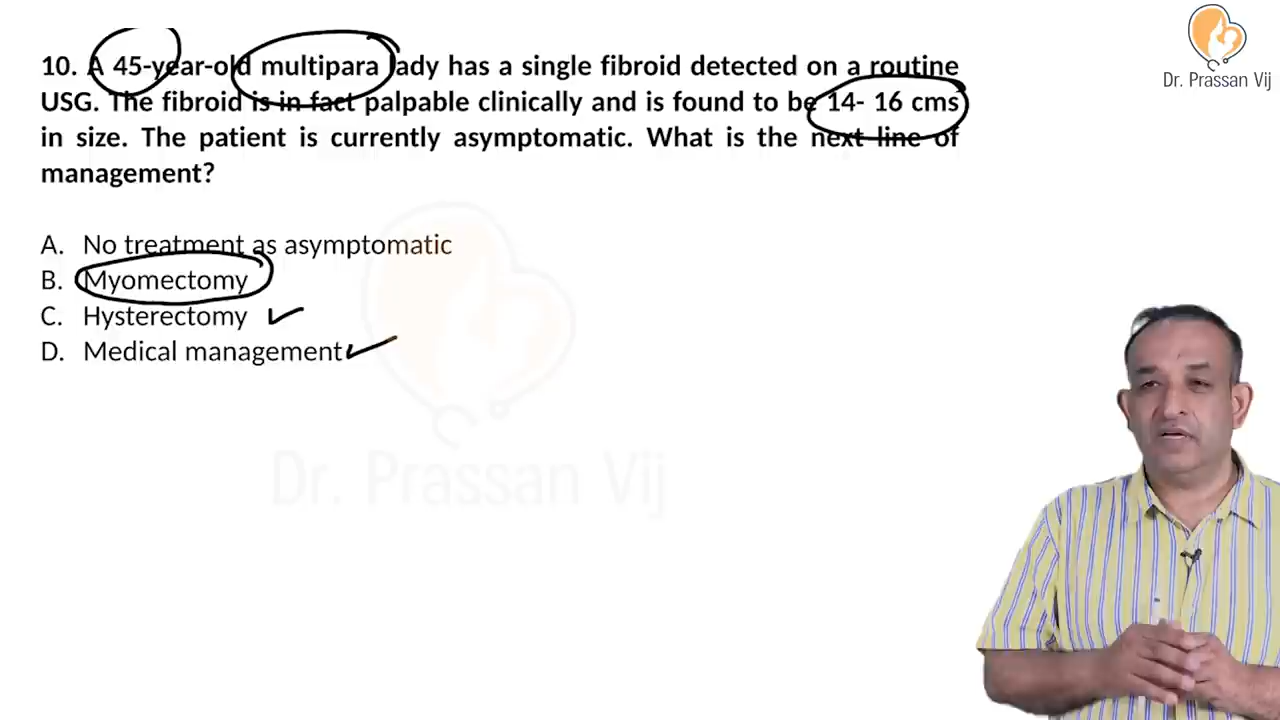 10. A 45-year-old multipara lady has a single fibroid detected on a routine
USG. The fibroid is in fact palpable clinically and is found to be 14- 16 cms
in size. The patient is currently asymptomatic. What is the next line of
management?
A. No treatment as asymptomatic
B. Myomectomy
C. Hysterectomy
D. Medical management
Dr. Prassan Vij
Dr. Prassan Vij